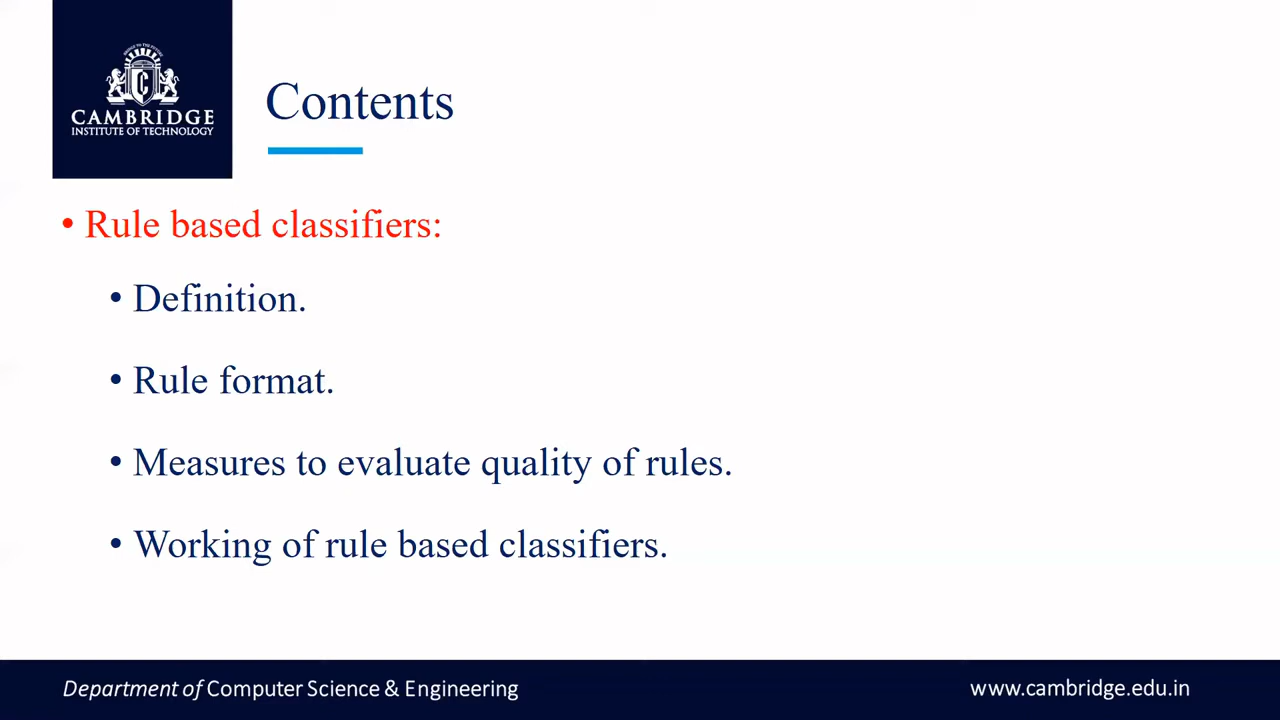 CAMBRIDGE
INSTITUTE OF TECHNOLOGY
Contents
• Rule based classifiers:
• Definition.
• Rule format.
• Measures to evaluate quality of rules.
• Working of rule based classifiers.
Department of Computer Science & Engineering
www.cambridge.edu.in